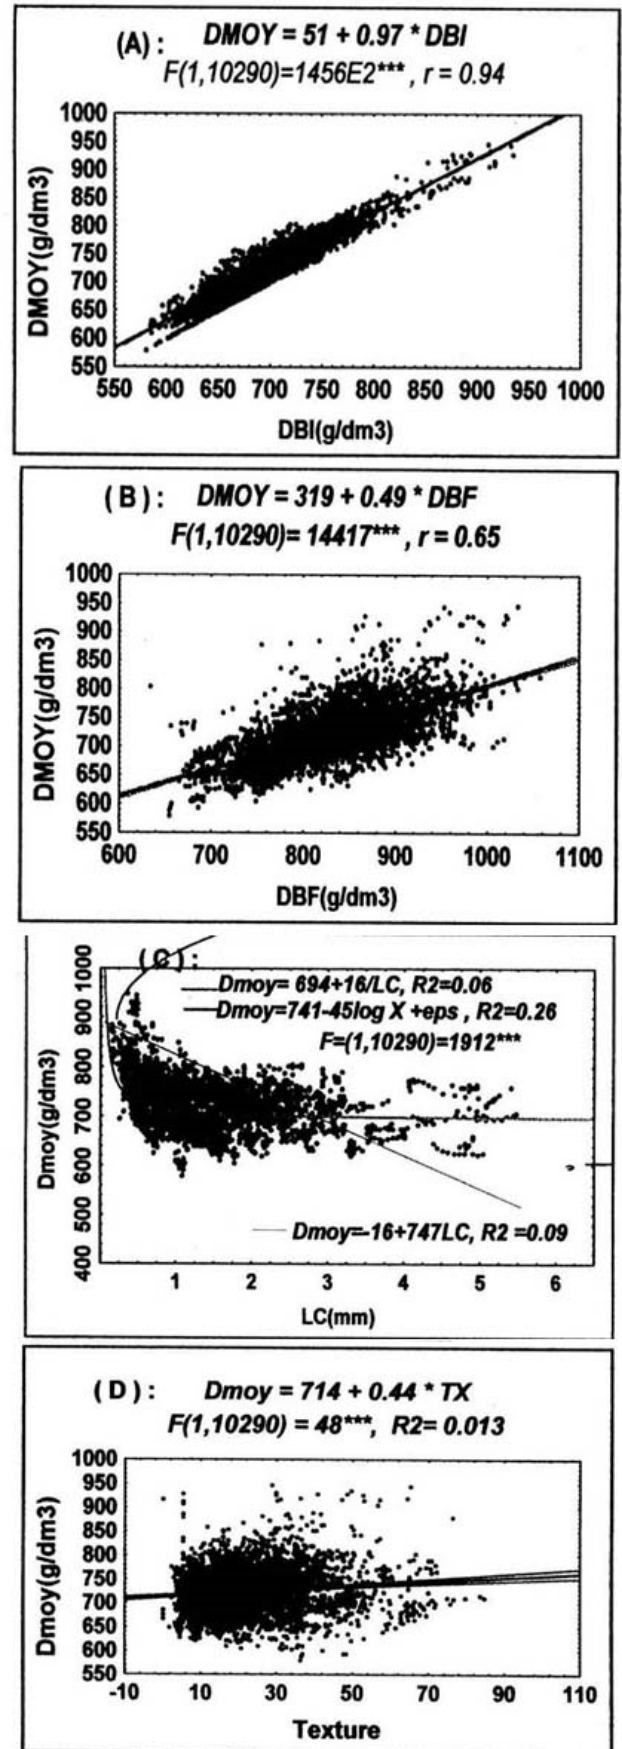 (A) : DMOY = 51 + 0.97 * DBI
F(1,10290)=1456E2*** , r = 0.94
1000
950
900
850
800
750
700
650
600
550
DMOY(g/dm3)
550 600 650 700 750 800 850 900 950 1000
DBI(g/dm3)
( B ) : DMOY = 319 + 0.49 * DBF
F(1,10290)= 14417*** , r = 0.65
1000
950
900
850
800
750
700
650
600
550
DMOY(g/dm3)
600 700 800 900 1000 1100
DBF(g/dm3)
( C ) :
Dmoy= 694+16/LC, R2=0.06
Dmoy=741-45log X +eps , R2=0.26
F=(1,10290)=1912***
1000
900
800
700
600
500
400
Dmoy(g/dm3)
Dmoy=-16+747LC, R2 =0.09
1 2 3 4 5 6
LC(mm)
( D ) : Dmoy = 714 + 0.44 * TX
F(1,10290) = 48***, R2= 0.013
1000
950
900
850
800
750
700
650
600
550
Dmoy(g/dm3)
-10 10 30 50 70 90 110
Texture